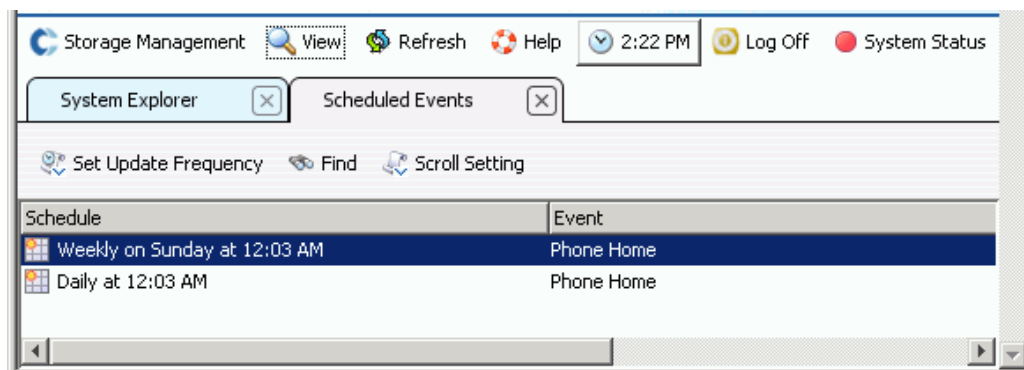 Storage Management View Refresh Help 2:22 PM Log Off System Status
System Explorer Scheduled Events
Set Update Frequency Find Scroll Setting
Schedule Event
Weekly on Sunday at 12:03 AM Phone Home
Daily at 12:03 AM Phone Home